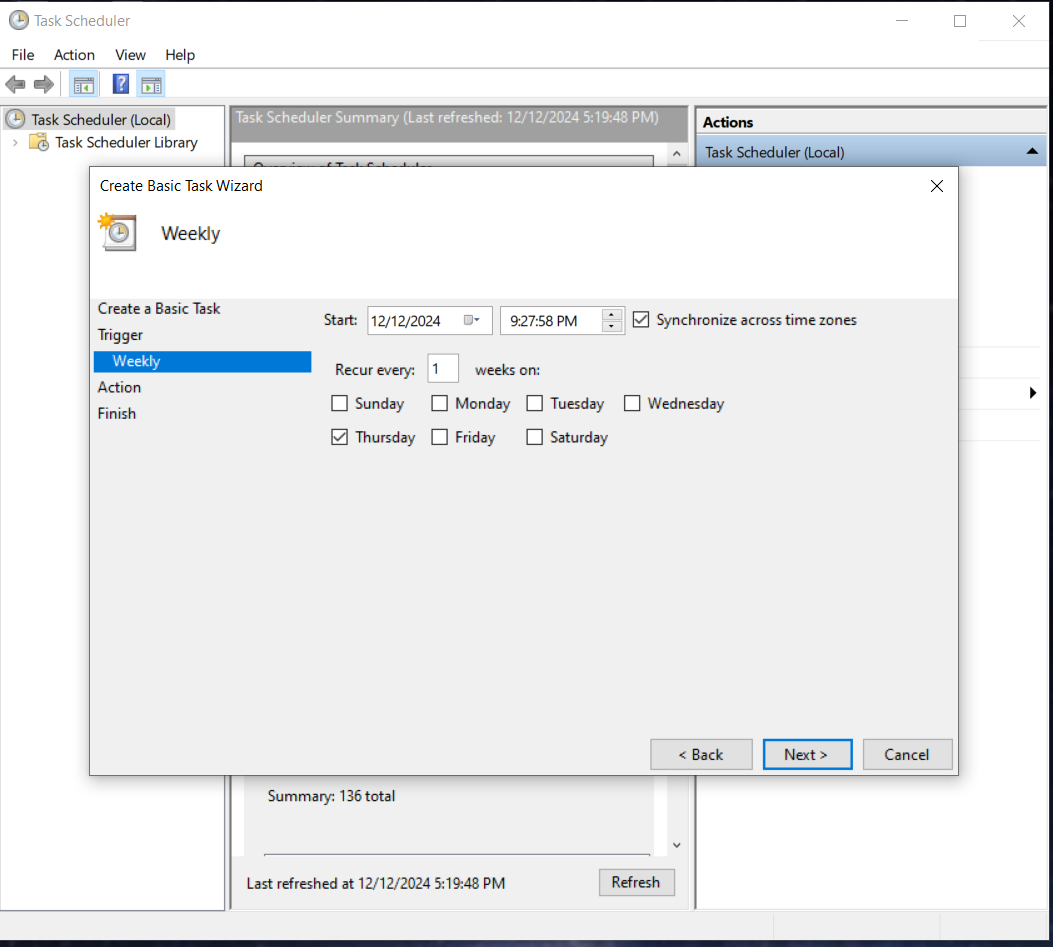 Task Scheduler
File Action View Help
Task Scheduler (Local)
Task Scheduler Library
Task Scheduler Summary (Last refreshed: 12/12/2024 5:19:48 PM)
Overview of Task Scheduler
Actions
Task Scheduler (Local)
Create Basic Task Wizard
Weekly
Create a Basic Task
Trigger
Weekly
Action
Finish
Start: 12/12/2024 9:27:58 PM Synchronize across time zones
Recur every: 1 weeks on:
Sunday Monday Tuesday Wednesday
Thursday Friday Saturday
< Back Next > Cancel
Summary: 136 total
Last refreshed at 12/12/2024 5:19:48 PM Refresh